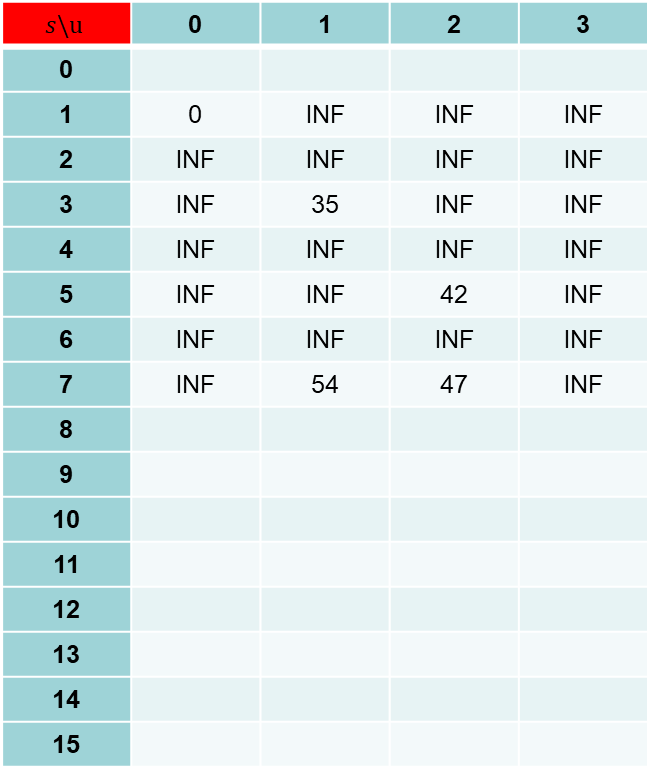 s\u 0 1 2 3
0
1 0 INF INF INF
2 INF INF INF INF
3 INF 35 INF INF
4 INF INF INF INF
5 INF INF 42 INF
6 INF INF INF INF
7 INF 54 47 INF
8
9
10
11
12
13
14
15